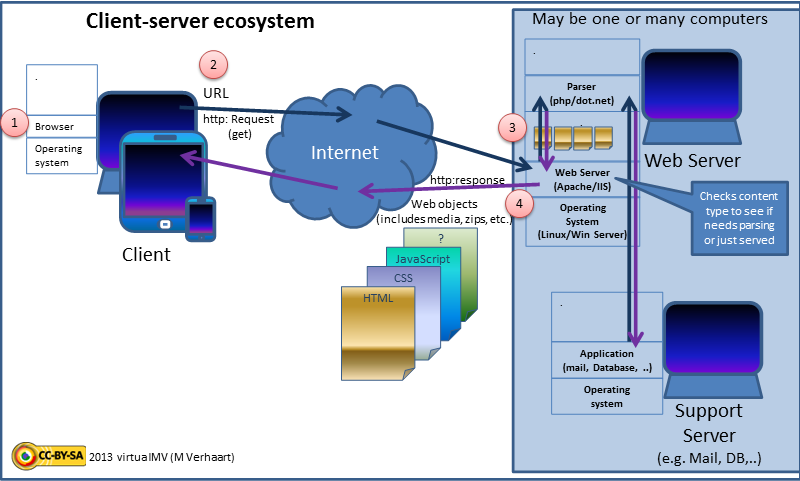 Client-server ecosystem
May be one or many computers
.
1
Browser
Operating
system
2
URL
http: Request
(get)
Internet
Client
http:response
Web objects
(includes media, zips, etc.)
?
JavaScript
CSS
HTML
.
Parser
(php/dot.net)
3
.
Web Server
(Apache/IIS)
4
Operating
System
(Linux/Win Server)
Web Server
Checks content
type to see if
needs parsing
or just served
.
Application
(mail, Database, ..)
Operating
system
Support
Server
(e.g. Mail, DB,..)
CC-BY-SA
2013 virtualMV (M Verhaart)